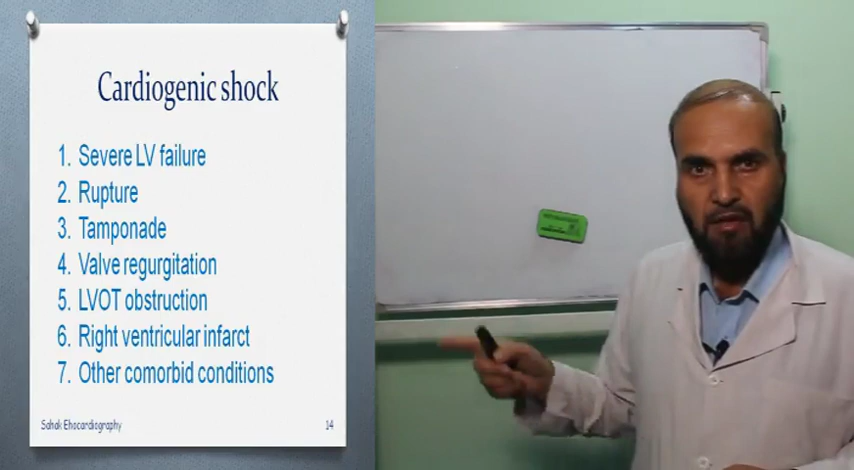 Cardiogenic shock
1. Severe LV failure
2. Rupture
3. Tamponade
4. Valve regurgitation
5. LVOT obstruction
6. Right ventricular infarct
7. Other comorbid conditions
Sahak Ehocardiography 14